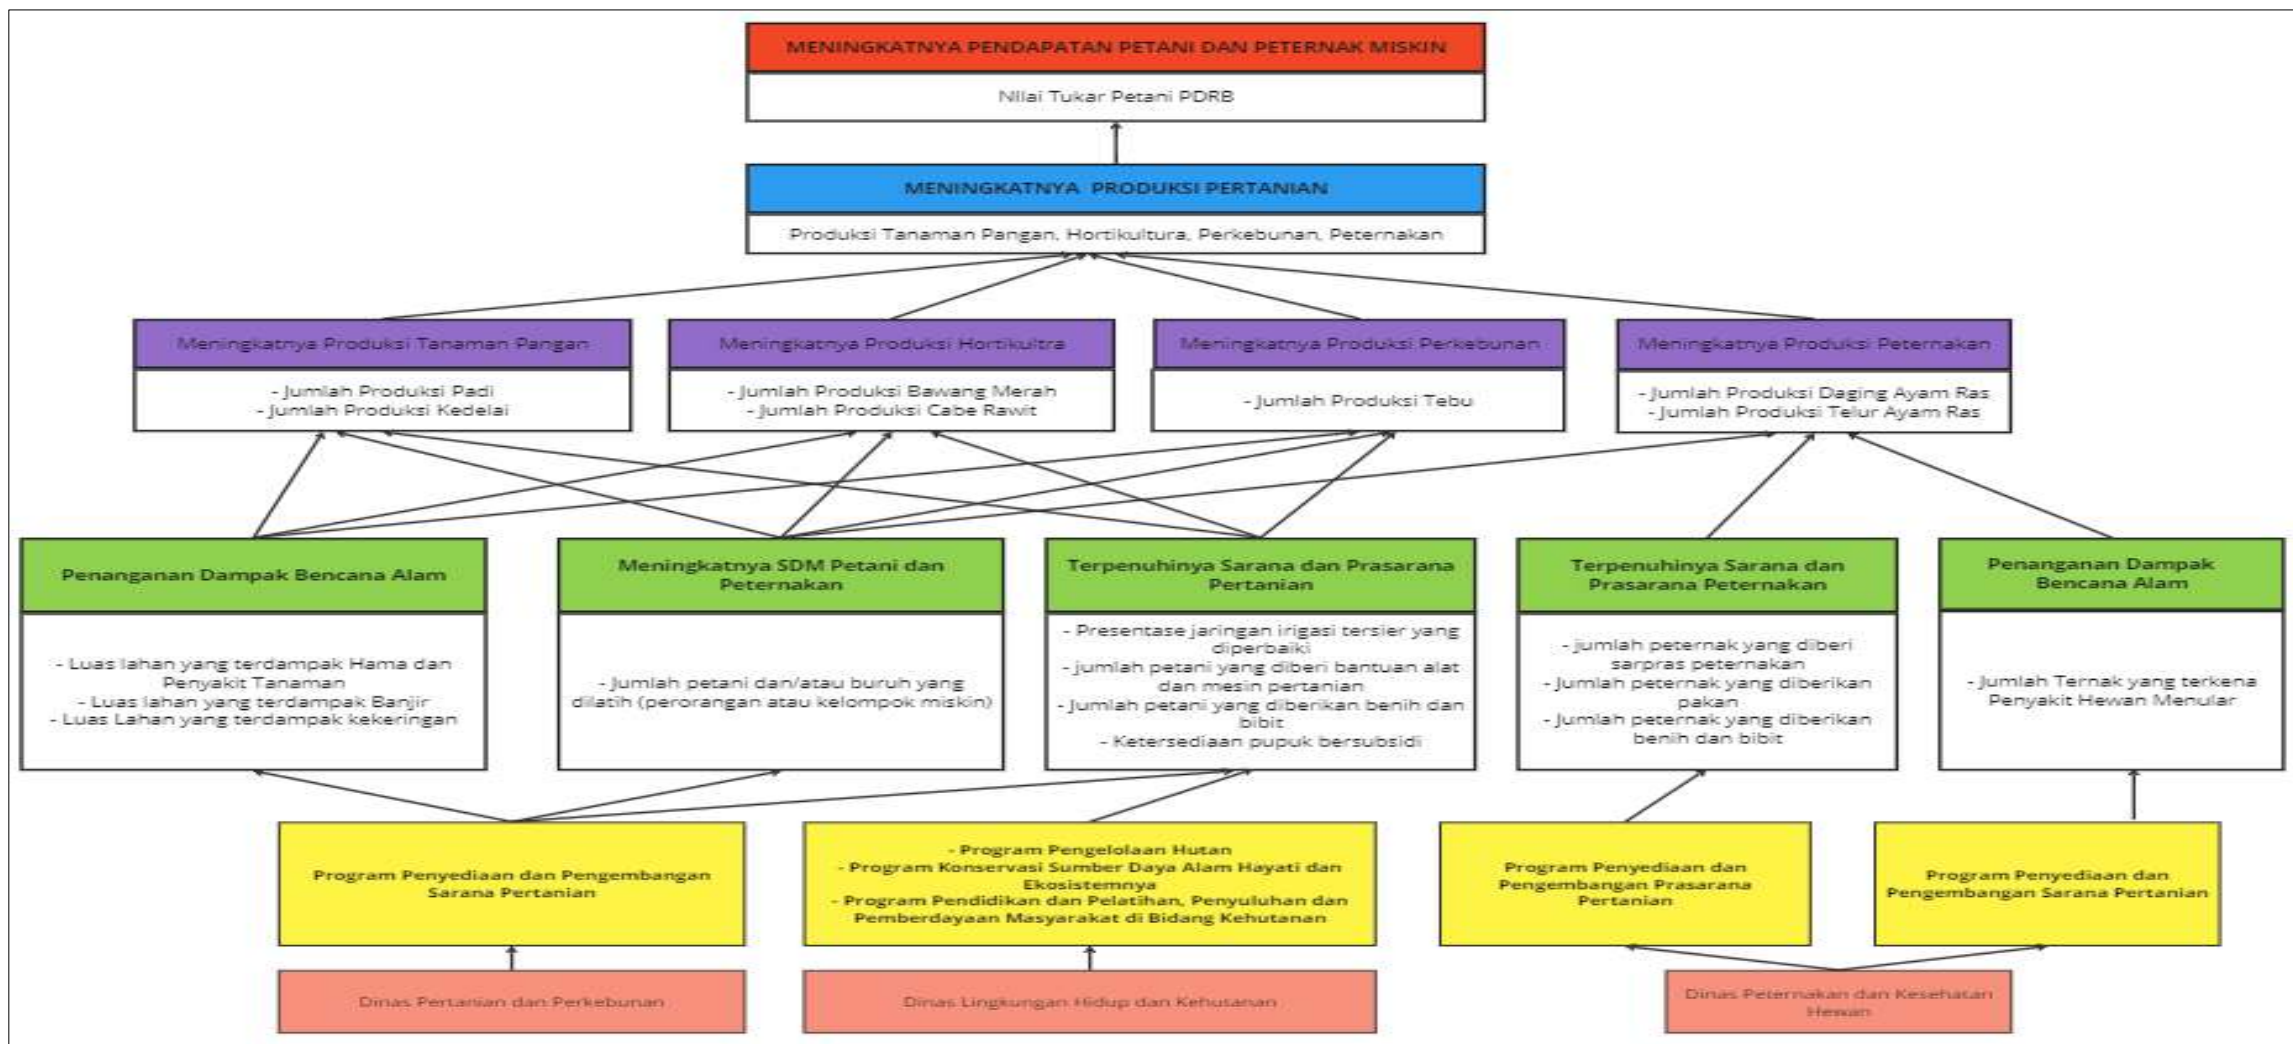 MENINGKATNYA PENDAPATAN PETANI DAN PETERNAK MISKIN
NIlai Tukar Petani PDRB
MENINGKATNYA PRODUKSI PERTANIAN
Produksi Tanaman Pangan, Hortikultura, Perkebunan, Peternakan
Meningkatnya Produksi Tanaman Pangan
- Jumlah Produksi Padi
- Jumlah Produksi Kedelai
Meningkatnya Produksi Hortikultra
- Jumlah Produksi Bawang Merah
- Jumlah Produksi Cabe Rawit
Meningkatnya Produksi Perkebunan
- Jumlah Produksi Tebu
Meningkatnya Produksi Peternakan
- Jumlah Produksi Daging Ayam Ras
- Jumlah Produksi Telur Ayam Ras
Penanganan Dampak Bencana Alam
- Luas lahan yang terdampak Hama dan
Penyakit Tanaman
- Luas lahan yang terdampak Banjir
- Luas Lahan yang terdampak kekeringan
Meningkatnya SDM Petani dan
Peternakan
- Jumlah petani dan/atau buruh yang
dilatih (perorangan atau kelompok miskin)
Terpenuhinya Sarana dan Prasarana
Pertanian
- Presentase jaringan irigasi tersier yang
diperbaiki
- jumlah petani yang diberi bantuan alat
dan mesin pertanian
- Jumlah petani yang diberikan benih dan
bibit
- Ketersediaan pupuk bersubsidi
Terpenuhinya Sarana dan
Prasarana Peternakan
- jumlah peternak yang diberi
sarpras peternakan
- Jumlah peternak yang diberikan
pakan
- Jumlah peternak yang diberikan
benih dan bibit
Penanganan Dampak
Bencana Alam
- Jumlah Ternak yang terkena
Penyakit Hewan Menular
Program Penyediaan dan Pengembangan
Sarana Pertanian
- Program Pengelolaan Hutan
- Program Konservasi Sumber Daya Alam Hayati dan
Ekosistemnya
- Program Pendidikan dan Pelatihan, Penyuluhan dan
Pemberdayaan Masyarakat di Bidang Kehutanan
Program Penyediaan dan
Pengembangan Prasarana
Pertanian
Program Penyediaan dan
Pengembangan Sarana Pertanian
Dinas Pertanian dan Perkebunan
Dinas Lingkungan Hidup dan Kehutanan
Dinas Peternakan dan Kesehatan
Hewan